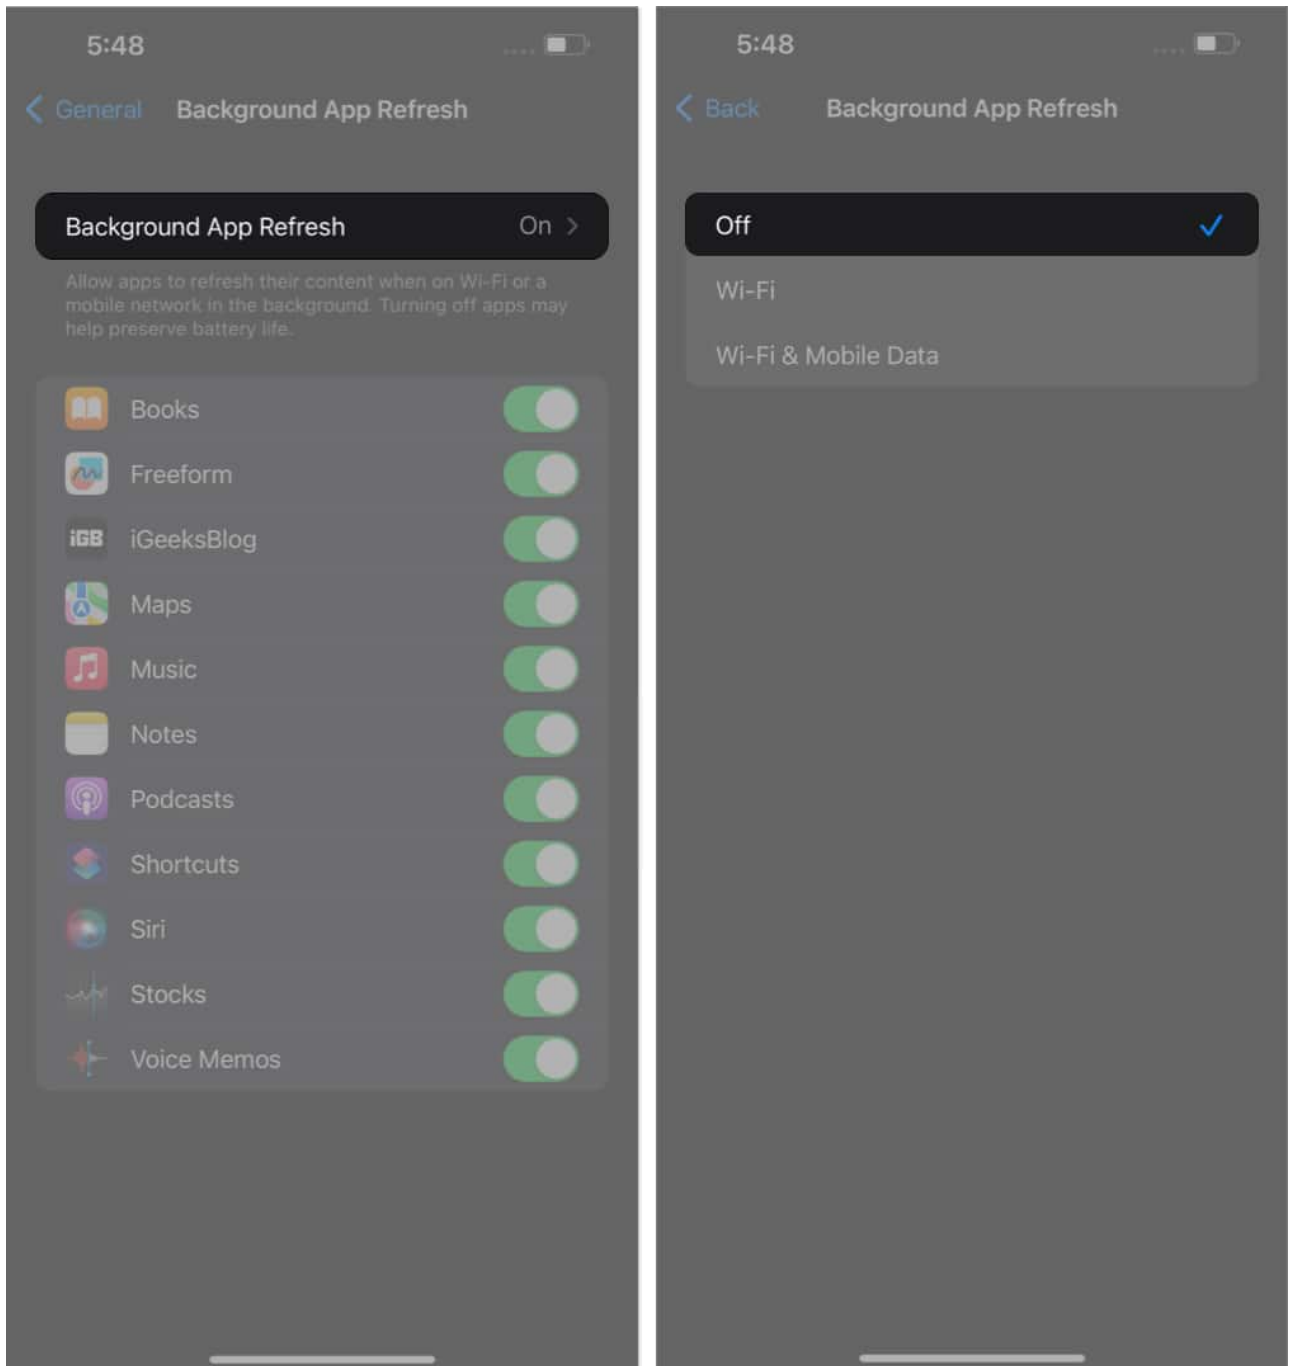 5:48
General
Background App Refresh
Background App Refresh
On
Allow apps to refresh their content when on Wi-Fi or a
mobile network in the background. Turning off apps may
help preserve battery life.
Books
Freeform
iGB
iGeeksBlog
Maps
Music
Notes
Podcasts
Shortcuts
Siri
Stocks
Voice Memos
5:48
Back
Background App Refresh
Off
Wi-Fi
Wi-Fi & Mobile Data